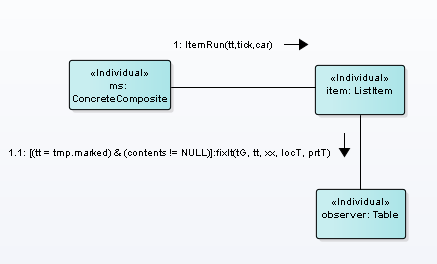 1: ItemRun(tt,tick,car)
«Individual»
ms:
ConcreteComposite
«Individual»
item: ListItem
1.1: [(tt = tmp.marked) & (contents != NULL)]:fixIt(tG, tt, xx, locT, prtT)
«Individual»
observer: Table